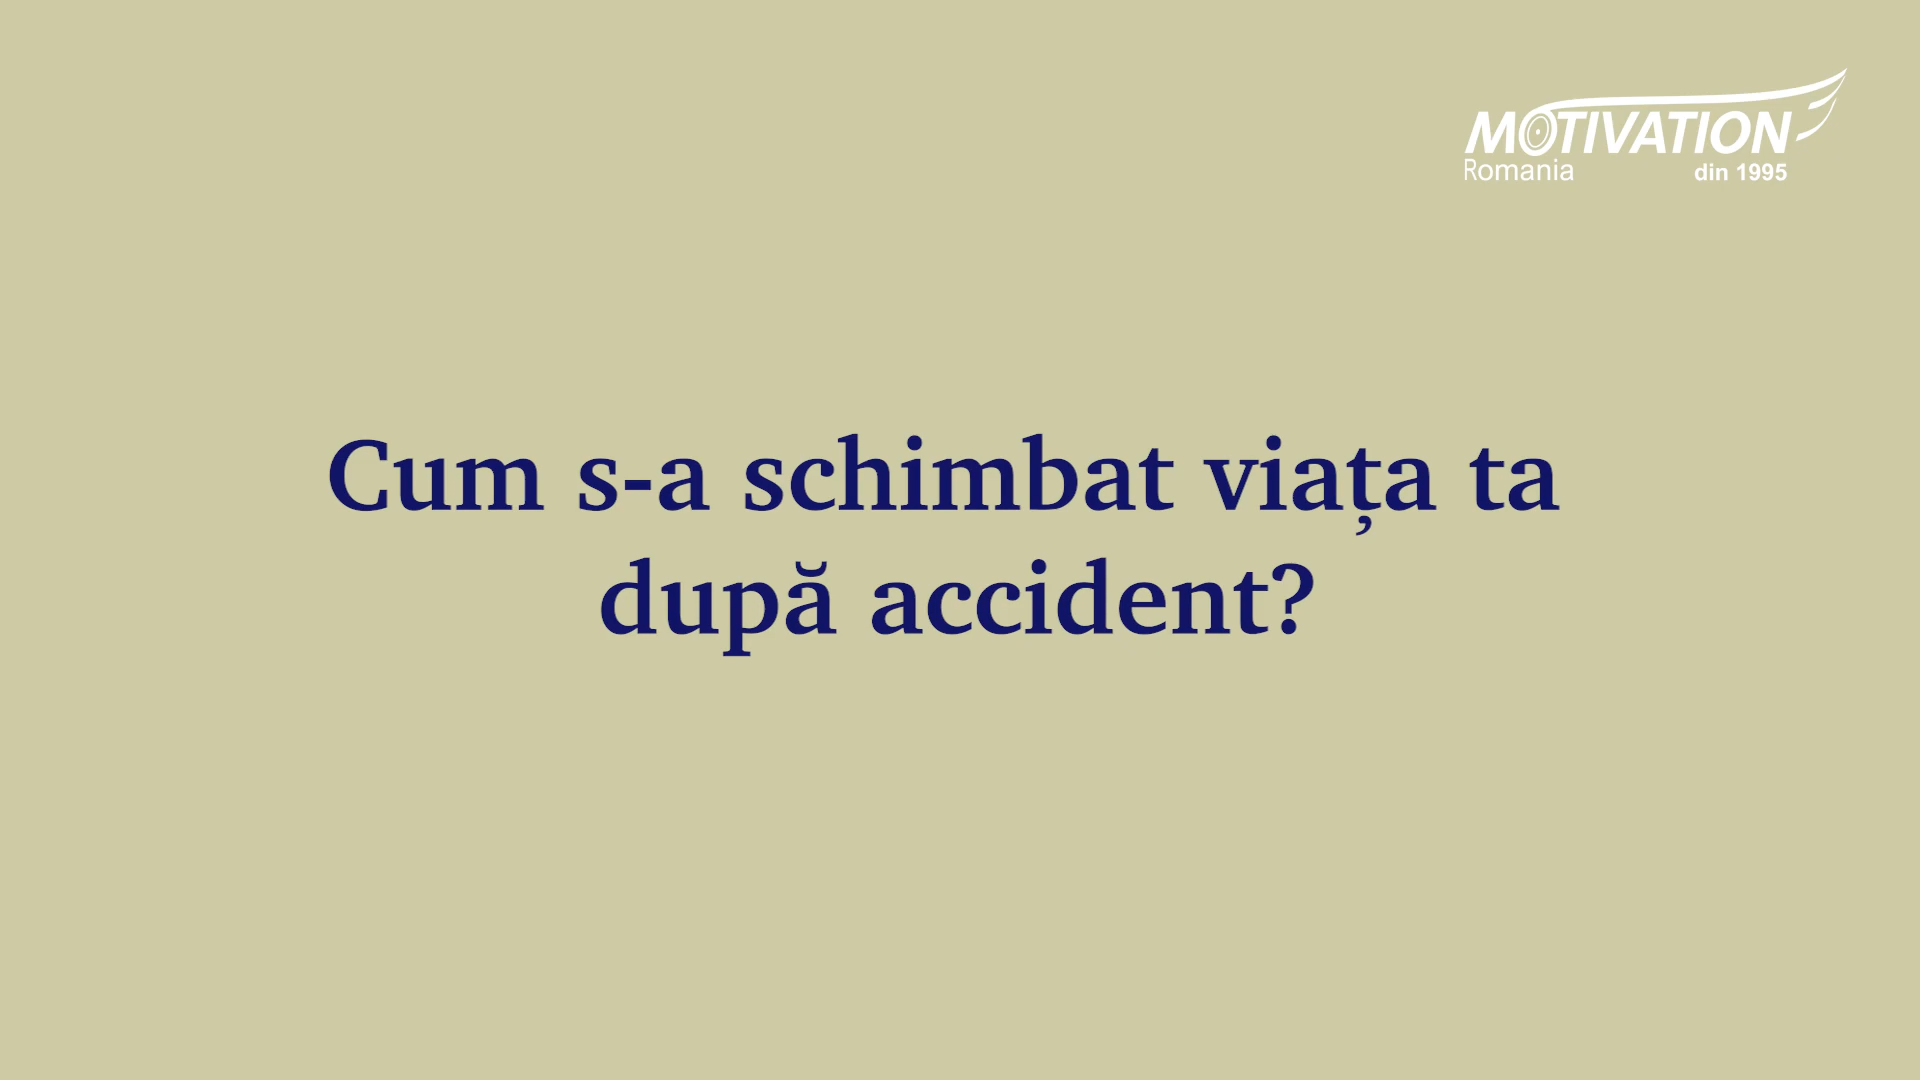 MOTIVATION
Romania din 1995
Cum s-a schimbat viața ta
după accident?